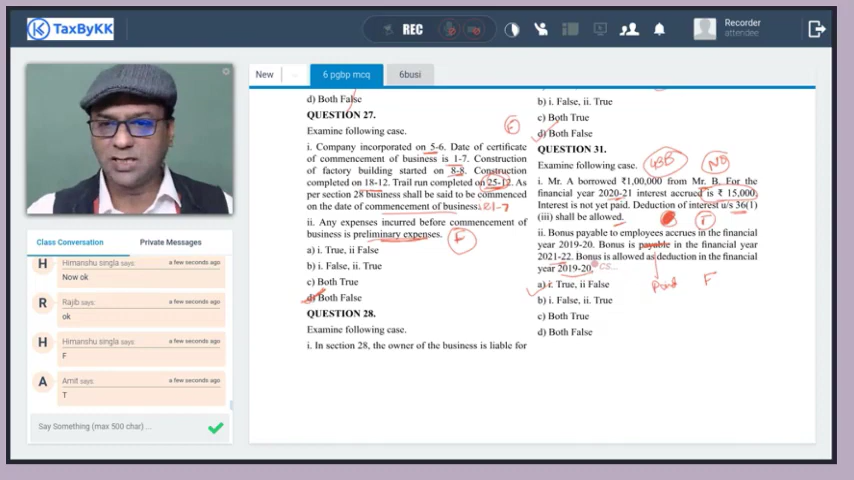 TaxByKK
REC
Recorder
attendee
New
6 pgbp mcq
6busi
Class Conversation
Private Messages
H
Himanshu singla says:
a few seconds ago
Now ok
R
Rajib says:
a few seconds ago
ok
H
Himanshu singla says:
a few seconds ago
F
A
Amit says:
a few seconds ago
T
Say Something (max 500 char) ...
d) Both False
QUESTION 27.
Examine following case.
i. Company incorporated on 5-6. Date of certificate
of commencement of business is 1-7. Construction
of factory building started on 8-8. Construction
completed on 18-12. Trail run completed on 25-12. As
per section 28 business shall be said to be commenced
on the date of commencement of business.
ii. Any expenses incurred before commencement of
business is preliminary expenses.
F
a) i. True, ii False
b) i. False, ii. True
c) Both True
d) Both False
QUESTION 28.
Examine following case.
i. In section 28, the owner of the business is liable for
b) i. False, ii. True
c) Both True
d) Both False
QUESTION 31.
43B
NO
Examine following case.
i. Mr. A borrowed ₹1,00,000 from Mr. B. For the
financial year 2020-21 interest accrued is ₹ 15,000.
Interest is not yet paid. Deduction of interest u/s 36(1)
(iii) shall be allowed.
T
ii. Bonus payable to employees accrues in the financial
year 2019-20. Bonus is payable in the financial year
2021-22. Bonus is allowed as deduction in the financial
year 2019-20.
a) i. True, ii False
Paid
F
b) i. False, ii. True
c) Both True
d) Both False